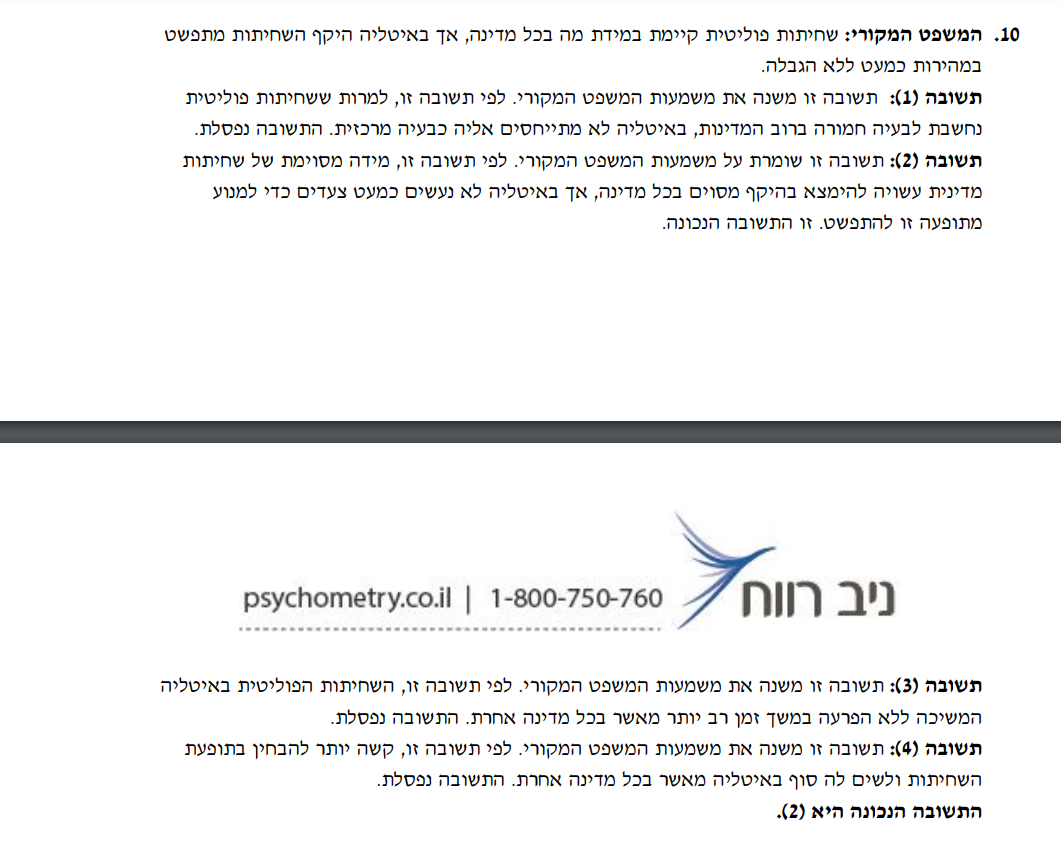 10. המשפט המקורי: שחיתות פוליטית קיימת במידת מה בכל מדינה, אך באיטליה היקף השחיתות מתפשט
במהירות כמעט ללא הגבלה.
תשובה (1): תשובה זו משנה את משמעות המשפט המקורי. לפי תשובה זו, למרות ששחיתות פוליטית
נחשבת לבעיה חמורה ברוב המדינות, באיטליה לא מתייחסים אליה כבעיה מרכזית. התשובה נפסלת.
תשובה (2): תשובה זו שומרת על משמעות המשפט המקורי. לפי תשובה זו, מידה מסוימת של שחיתות
מדינית עשויה להימצא בהיקף מסוים בכל מדינה, אך באיטליה לא נעשים כמעט צעדים כדי למנוע
מתופעה זו להתפשט. זו התשובה הנכונה.
ניב רווח
psychometry.co.il | 1-800-750-760
תשובה (3): תשובה זו משנה את משמעות המשפט המקורי. לפי תשובה זו, השחיתות הפוליטית באיטליה
המשיכה ללא הפרעה במשך זמן רב יותר מאשר בכל מדינה אחרת. התשובה נפסלת.
תשובה (4): תשובה זו משנה את משמעות המשפט המקורי. לפי תשובה זו, קשה יותר להבחין בתופעת
השחיתות ולשים לה סוף באיטליה מאשר בכל מדינה אחרת. התשובה נפסלת.
התשובה הנכונה היא (2).